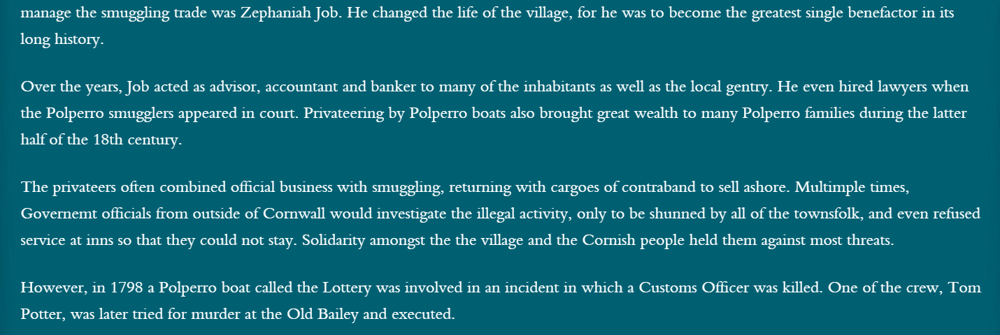 manage the smuggling trade was Zephaniah Job. He changed the life of the village, for he was to become the greatest single benefactor in its
long history.
Over the years, Job acted as advisor, accountant and banker to many of the inhabitants as well as the local gentry. He even hired lawyers when
the Polperro smugglers appeared in court. Privateering by Polperro boats also brought great wealth to many Polperro families during the latter
half of the 18th century.
The privateers often combined official business with smuggling, returning with cargoes of contraband to sell ashore. Multimple times,
Governemt officials from outside of Cornwall would investigate the illegal activity, only to be shunned by all of the townsfolk, and even refused
service at inns so that they could not stay. Solidarity amongst the the village and the Cornish people held them against most threats.
However, in 1798 a Polperro boat called the Lottery was involved in an incident in which a Customs Officer was killed. One of the crew, Tom
Potter, was later tried for murder at the Old Bailey and executed.